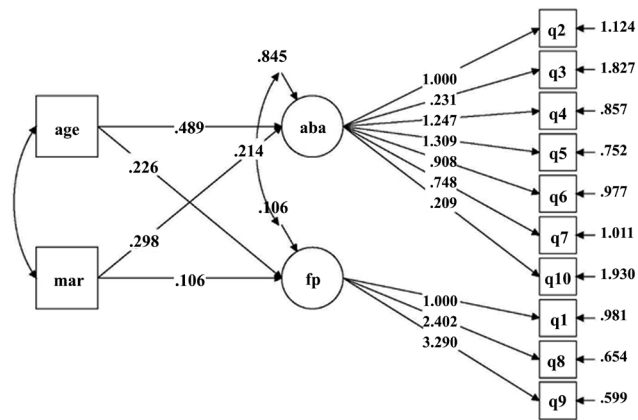 q2
1.124
q3
1.827
q4
.857
q5
.752
q6
.977
q7
1.011
q10
1.930
q1
.981
q8
.654
q9
.599
.845
aba
fp
age
mar
.489
.214
.226
.298
.106
.106
1.000
.231
1.247
1.309
.908
.748
.209
1.000
2.402
3.290